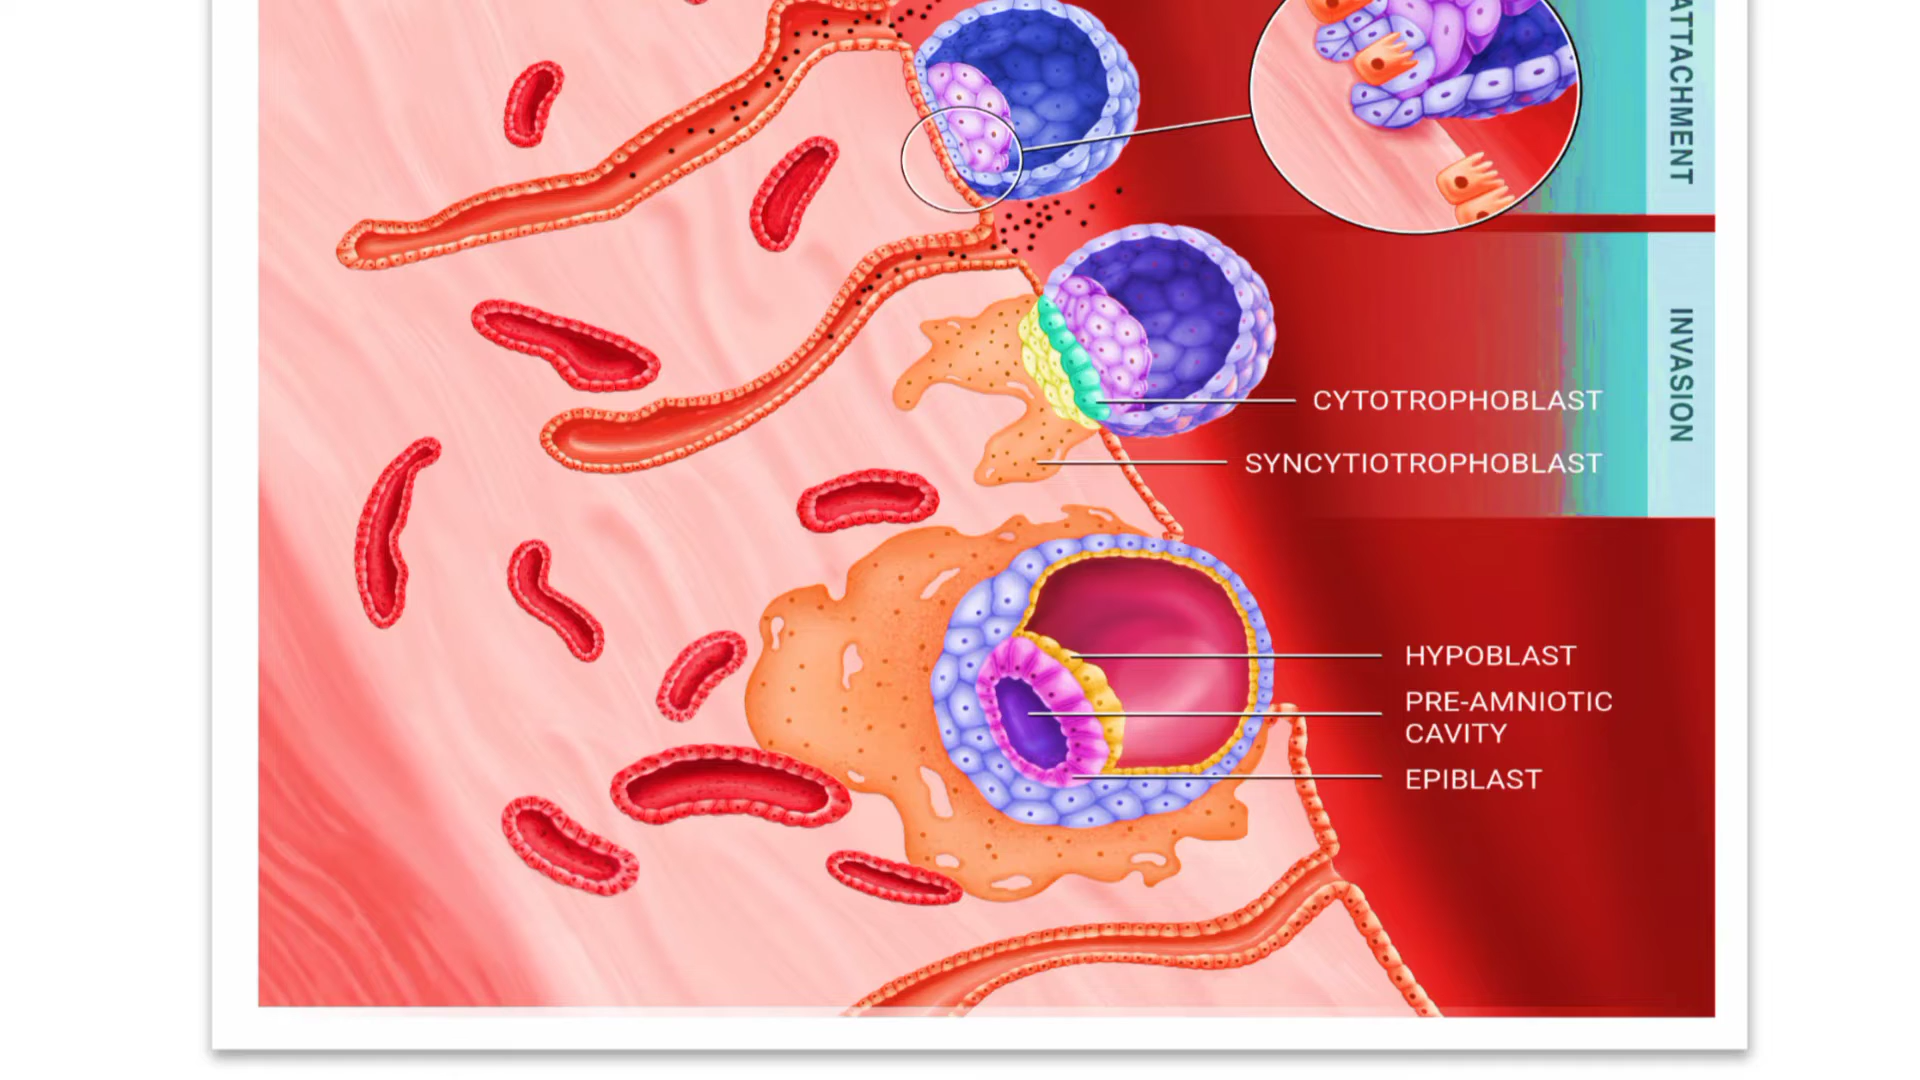 ATTACHMENT
INVASION
CYTOTROPHOBLAST
SYNCYTIOTROPHOBLAST
HYPOBLAST
PRE-AMNIOTIC
CAVITY
EPIBLAST